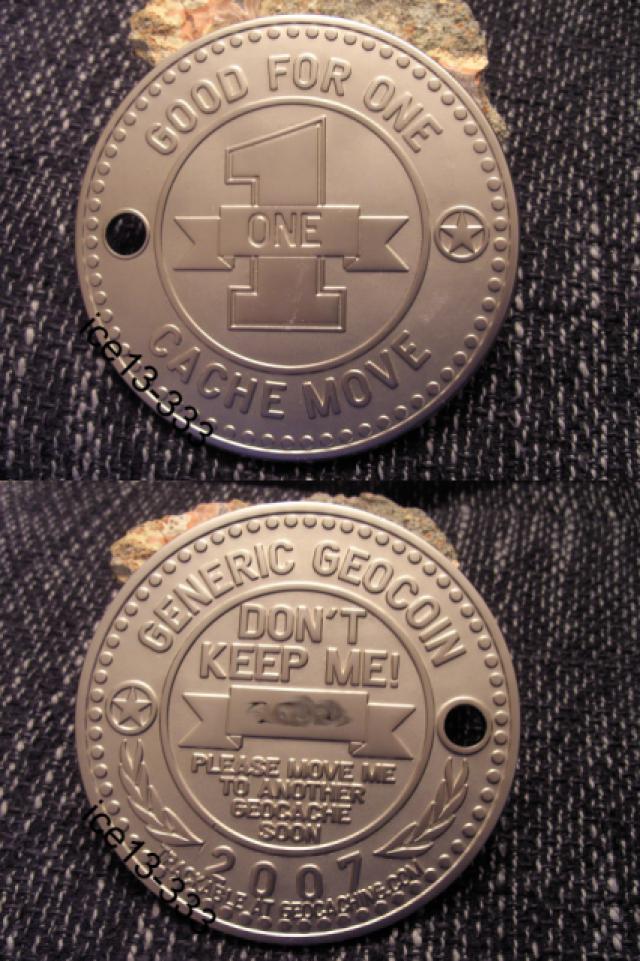 GOOD FOR ONE
1
ONE
CACHE MOVE
ice13-333
GENERIC GEOCOIN
DON'T
KEEP ME!
PLEASE MOVE ME
TO ANOTHER
GEOCACHE
SOON
2007
TRACKABLE AT GEOCACHING.COM
ice13-333